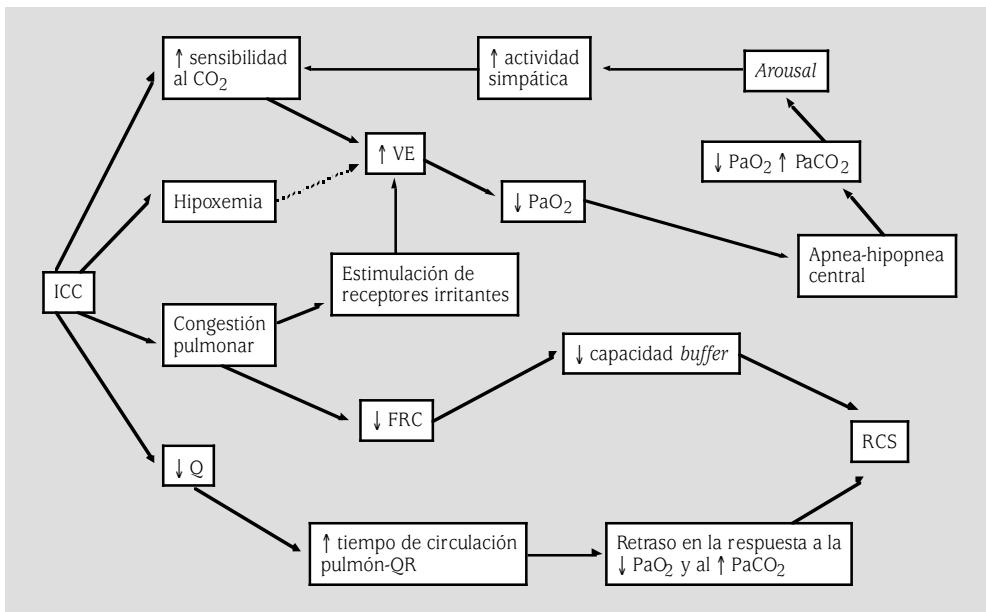 ↑ sensibilidad
al CO2
↑ actividad
simpática
Arousal
↑ VE
↓ PaO2 ↑ PaCO2
Hipoxemia
↓ PaO2
Apnea-hipopnea
central
Estimulación de
receptores irritantes
ICC
Congestión
pulmonar
↓ capacidad buffer
↓ FRC
RCS
↓ Q
↑ tiempo de circulación
pulmón-QR
Retraso en la respuesta a la
↓ PaO2 y al ↑ PaCO2